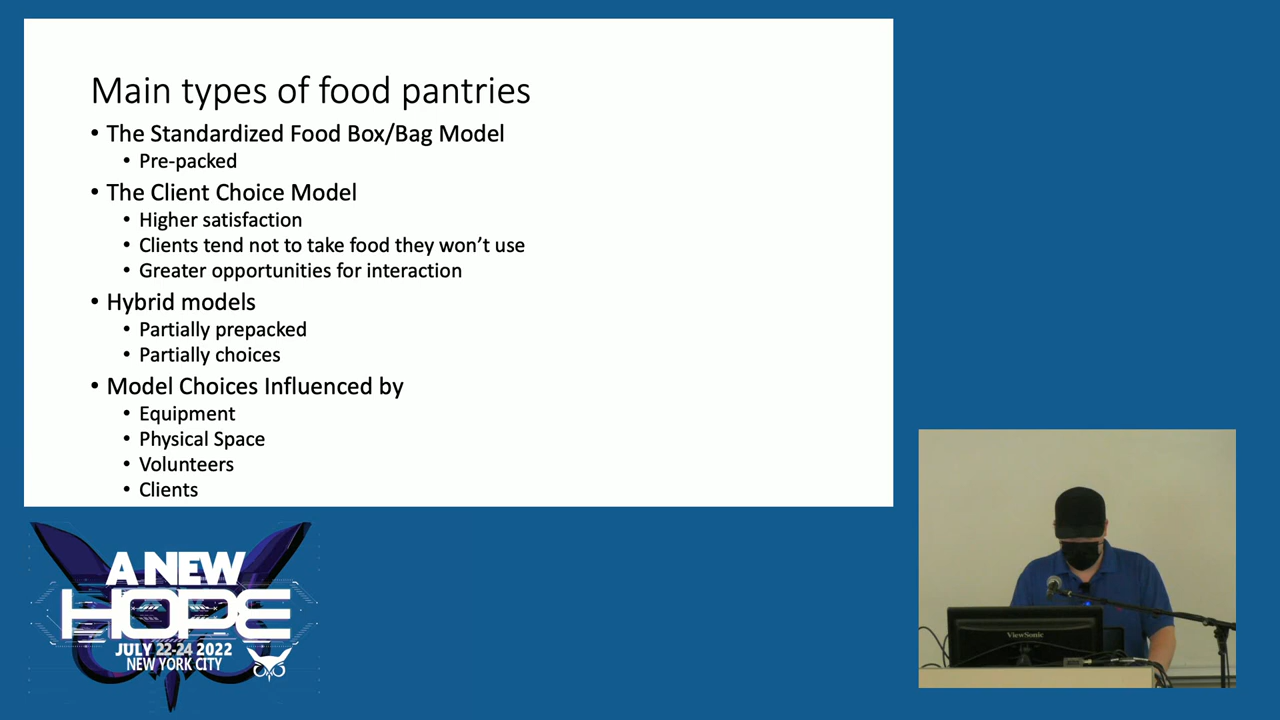 Main types of food pantries
• The Standardized Food Box/Bag Model
• Pre-packed
• The Client Choice Model
• Higher satisfaction
• Clients tend not to take food they won’t use
• Greater opportunities for interaction
• Hybrid models
• Partially prepacked
• Partially choices
• Model Choices Influenced by
• Equipment
• Physical Space
• Volunteers
• Clients
A NEW
HOPE
JULY 22-24 2022
NEW YORK CITY
ViewSonic